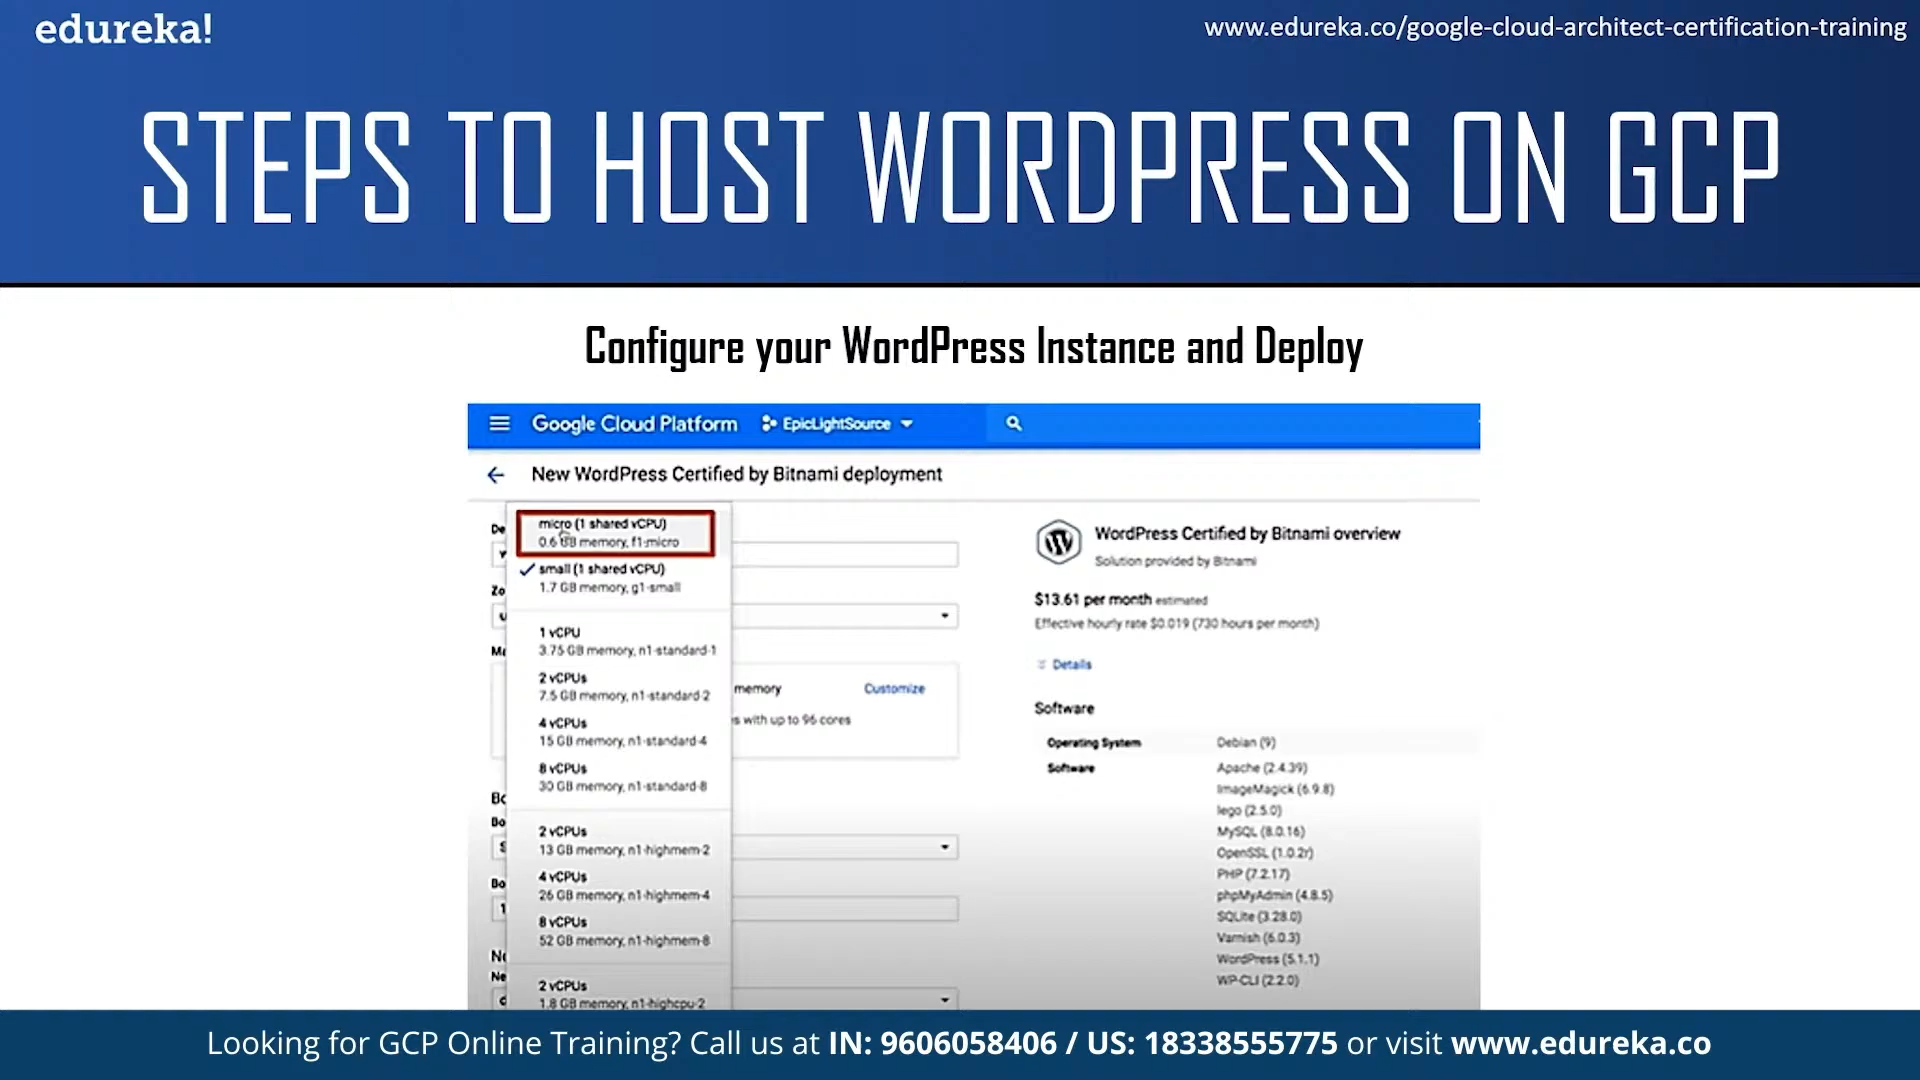 edureka!
www.edureka.co/google-cloud-architect-certification-training
STEPS TO HOST WORDPRESS ON GCP
Configure your WordPress Instance and Deploy
Google Cloud Platform
EpicLightSource
New WordPress Certified by Bitnami deployment
De
micro (1 shared vCPU)
0.6 GB memory, f1-micro
small (1 shared vCPU)
1.7 GB memory, g1-small
Zo
1 vCPU
Ma
3.75 GB memory, n1-standard-1
2 vCPUs
7.5 GB memory, n1-standard-2
memory
Customize
4 vCPUs
s with up to 96 cores
15 GB memory, n1-standard-4
8 vCPUs
30 GB memory, n1-standard-8
Bo
Bo
2 vCPUs
13 GB memory, n1-highmem-2
4 vCPUs
Bo
26 GB memory, n1-highmem-4
1
8 vCPUs
52 GB memory, n1-highmem-8
Ne
Ne
2 vCPUs
1.8 GB memory, n1-highcpu-2
WordPress Certified by Bitnami overview
Solution provided by Bitnami
$13.61 per month estimated
Effective hourly rate $0.019 (730 hours per month)
Details
Software
Operating System Debian (9)
Software Apache (2.4.39)
ImageMagick (6.9.8)
lego (2.5.0)
MySQL (8.0.16)
OpenSSL (1.0.2r)
PHP (7.2.17)
phpMyAdmin (4.8.5)
SQLite (3.28.0)
Varnish (6.0.3)
WordPress (5.1.1)
WP-CLI (2.2.0)
Looking for GCP Online Training? Call us at IN: 9606058406 / US: 18338555775 or visit www.edureka.co